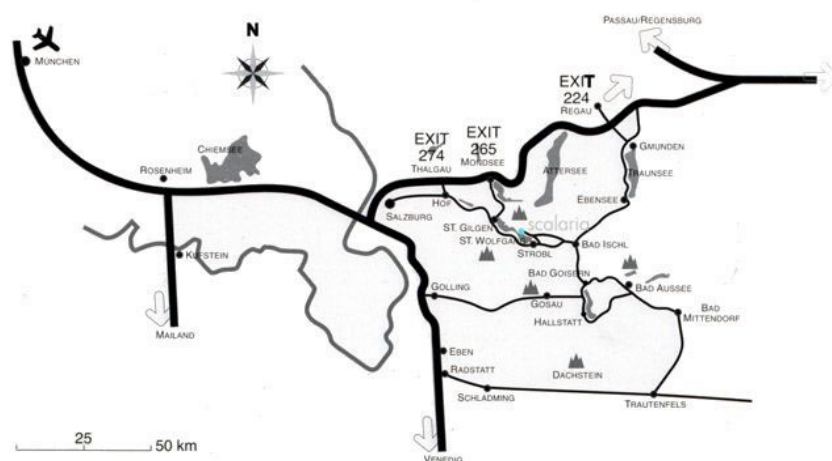 PASSAU/REGENSBURG
N
MÜNCHEN
EXIT
224
REGAU
EXIT
265
MONDSEE
EXIT
274
THALGAU
CHIEMSEE
ROSENHEIM
ATTERSEE
GMUNDEN
TRAUNSEE
EBENSEE
HOF
SALZBURG
ST. GILGEN
scalaria
ST. WOLFGANG
STROBL
BAD ISCHL
KUFSTEIN
BAD GOISERN
BAD AUSSEE
GOLLING
GOSAU
HALLSTATT
BAD
MITTENDORF
MAILAND
EBEN
RADSTATT
DACHSTEIN
SCHLADMING
TRAUTENFELS
25
50 km
VENEDIG